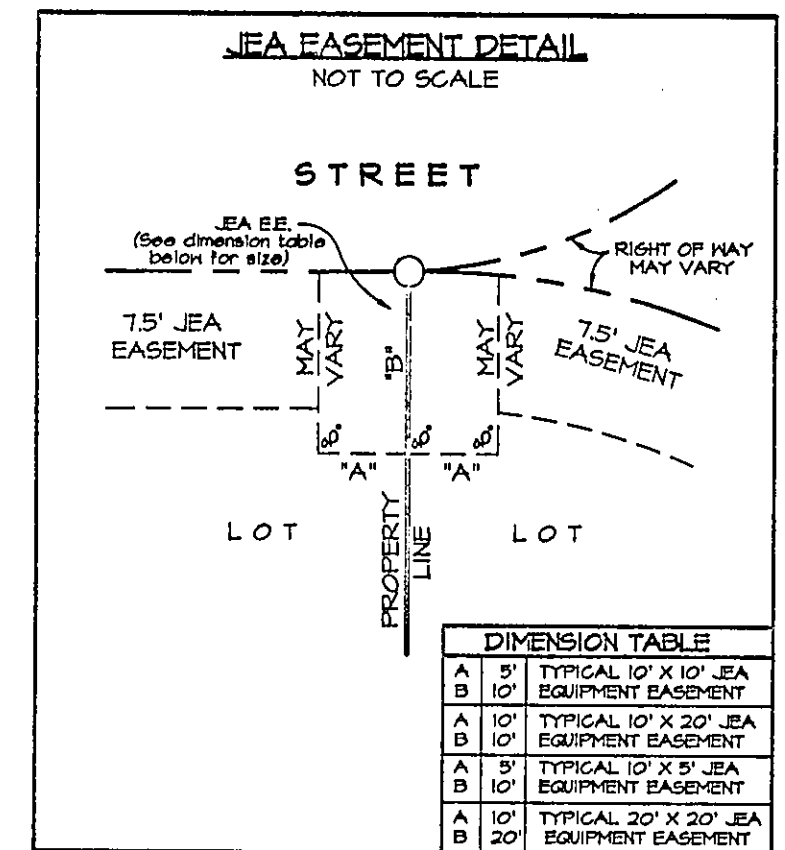 JEA EASEMENT DETAIL
NOT TO SCALE
STREET
JEA E.E.
(See dimension table
below for size)
RIGHT OF WAY
MAY VARY
7.5' JEA
EASEMENT
MAY
VARY
"B"
MAY
VARY
7.5' JEA
EASEMENT
90°
90°
90°
"A"
"A"
LOT
PROPERTY
LINE
LOT
DIMENSION TABLE
A 5' TYPICAL 10' X 10' JEA
B 10' EQUIPMENT EASEMENT
A 10' TYPICAL 10' X 20' JEA
B 10' EQUIPMENT EASEMENT
A 5' TYPICAL 10' X 5' JEA
B 10' EQUIPMENT EASEMENT
A 10' TYPICAL 20' X 20' JEA
B 20' EQUIPMENT EASEMENT